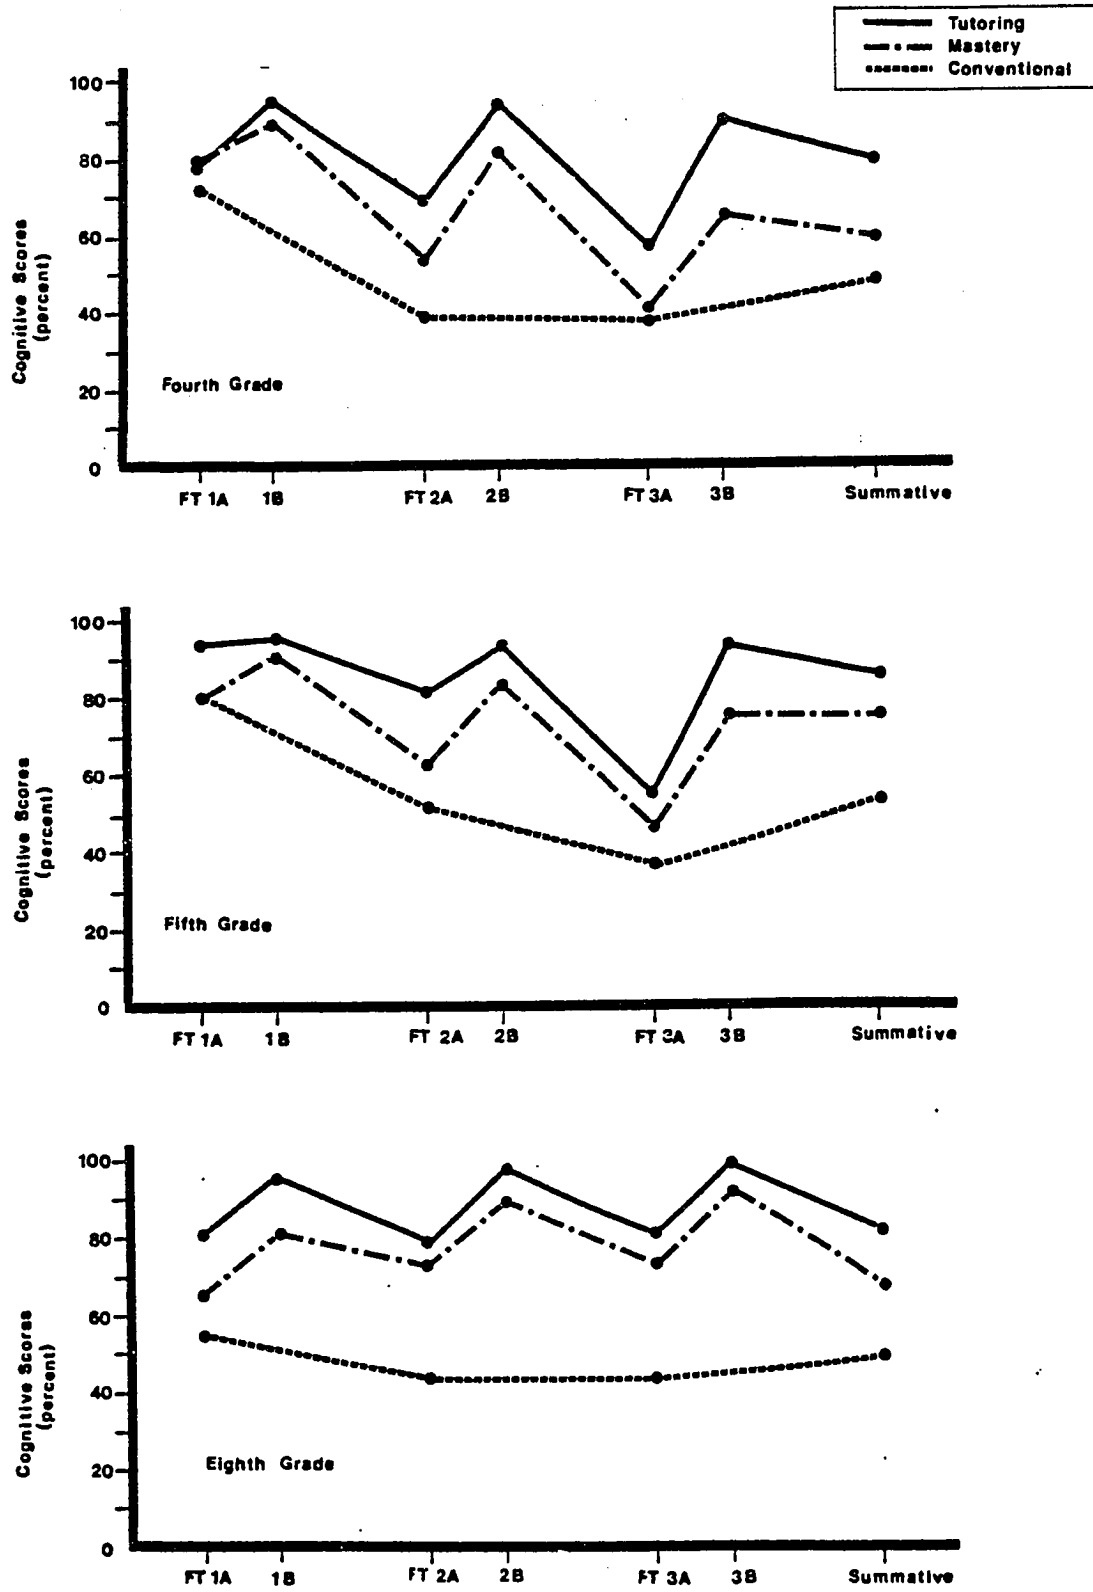 Tutoring
Mastery
Conventional
100
80
60
40
20
0
Cognitive Scores
(percent)
Fourth Grade
FT 1A 1B FT 2A 2B FT 3A 3B Summative
100
80
60
40
20
0
Cognitive Scores
(percent)
Fifth Grade
FT 1A 1B FT 2A 2B FT 3A 3B Summative
100
80
60
40
20
0
Cognitive Scores
(percent)
Eighth Grade
FT 1A 1B FT 2A 2B FT 3A 3B Summative